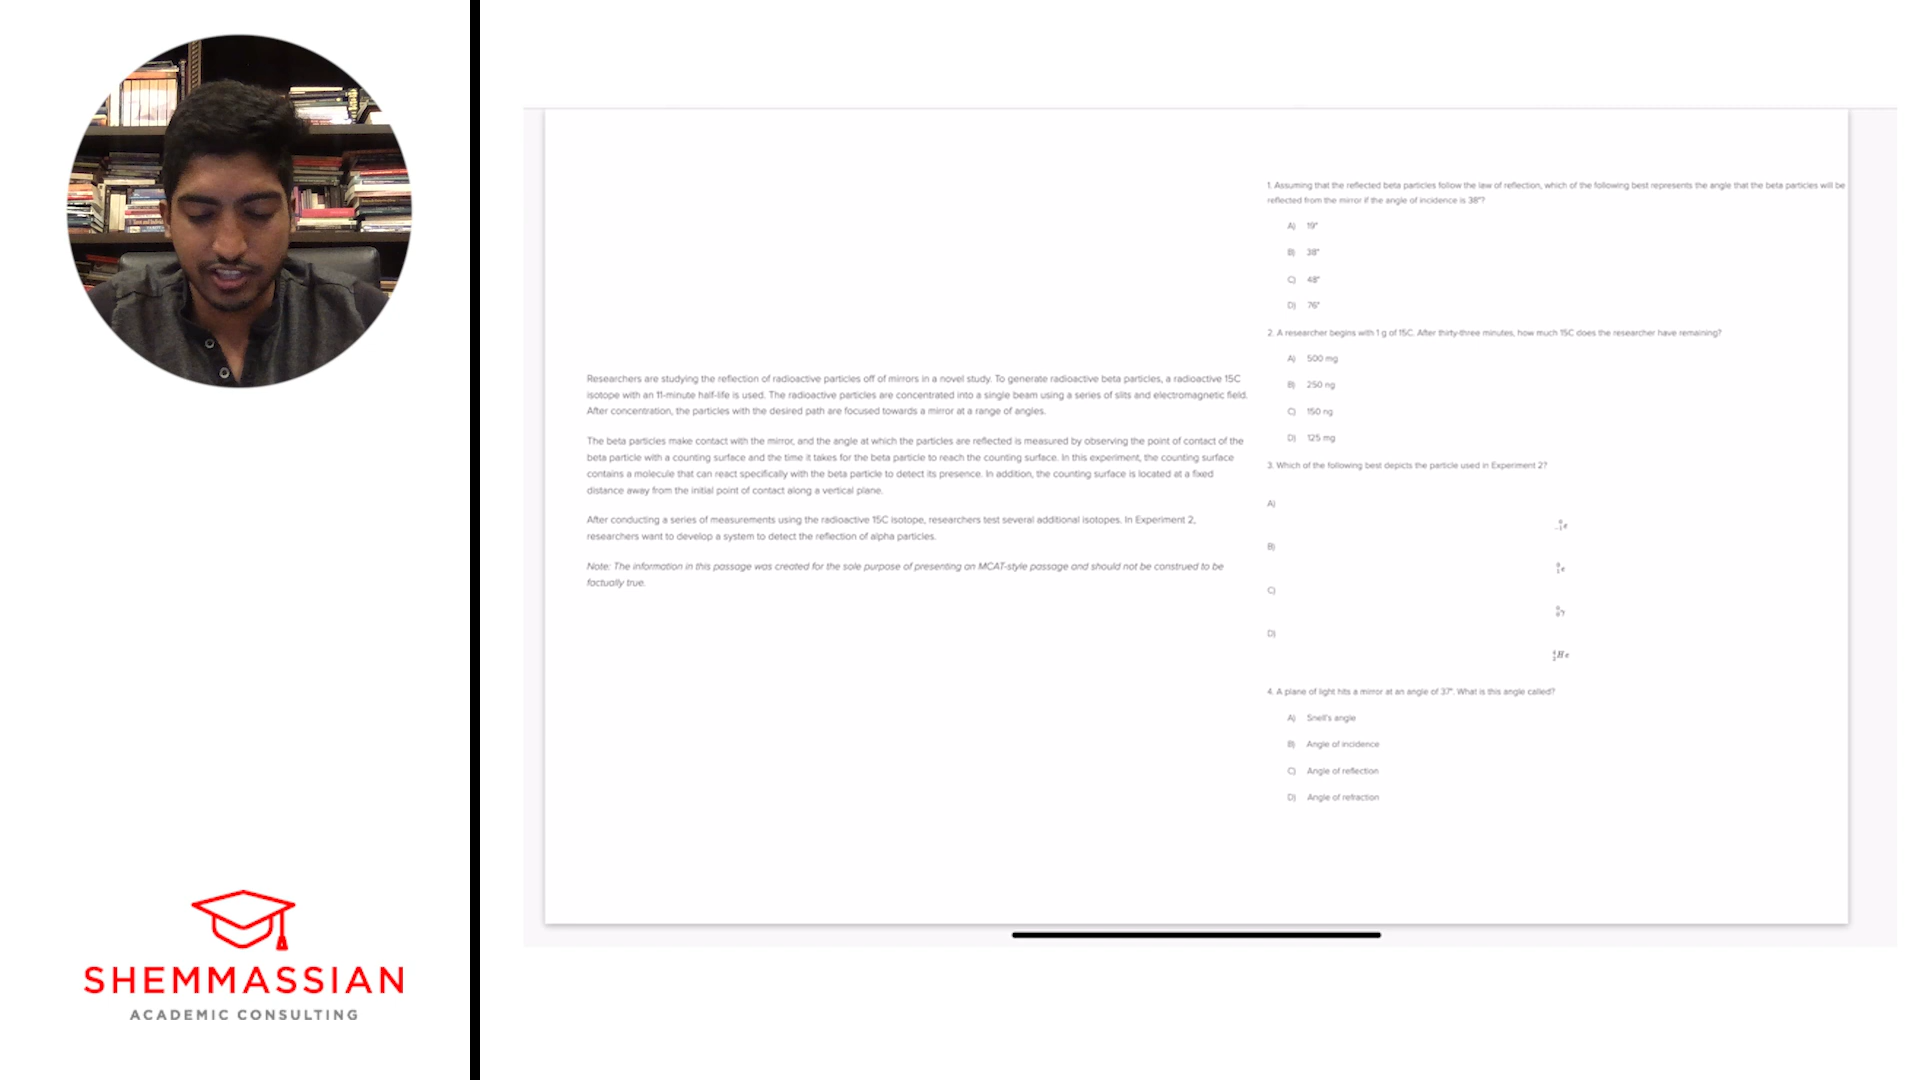 SHEMMASSIAN
ACADEMIC CONSULTING
Researchers are studying the reflection of radioactive particles off of mirrors in a novel study. To generate radioactive beta particles, a radioactive 15C
isotope with an 11-minute half-life is used. The radioactive particles are concentrated into a single beam using a series of slits and electromagnetic field.
After concentration, the particles with the desired path are focused towards a mirror at a range of angles.
The beta particles make contact with the mirror, and the angle at which the particles are reflected is measured by observing the point of contact of the
beta particle with a counting surface and the time it takes for the beta particle to reach the counting surface. In this experiment, the counting surface
contains a molecule that can react specifically with the beta particle to detect its presence. In addition, the counting surface is located at a fixed
distance away from the initial point of contact along a vertical plane.
After conducting a series of measurements using the radioactive 15C isotope, researchers test several additional isotopes. In Experiment 2,
researchers want to develop a system to detect the reflection of alpha particles.
Note: The information in this passage was created for the sole purpose of presenting an MCAT-style passage and should not be construed to be
factually true.
1. Assuming that the reflected beta particles follow the law of reflection, which of the following best represents the angle that the beta particles will be
reflected from the mirror if the angle of incidence is 38°?
A) 19°
B) 38°
C) 48°
D) 76°
2. A researcher begins with 1 g of 15C. After thirty-three minutes, how much 15C does the researcher have remaining?
A) 500 mg
B) 250 ng
C) 150 ng
D) 125 mg
3. Which of the following best depicts the particle used in Experiment 2?
A)
⁰₋₁e
B)
⁰₁e
C)
⁰₀γ
D)
⁴₂He
4. A plane of light hits a mirror at an angle of 37°. What is this angle called?
A) Snell's angle
B) Angle of incidence
C) Angle of reflection
D) Angle of refraction